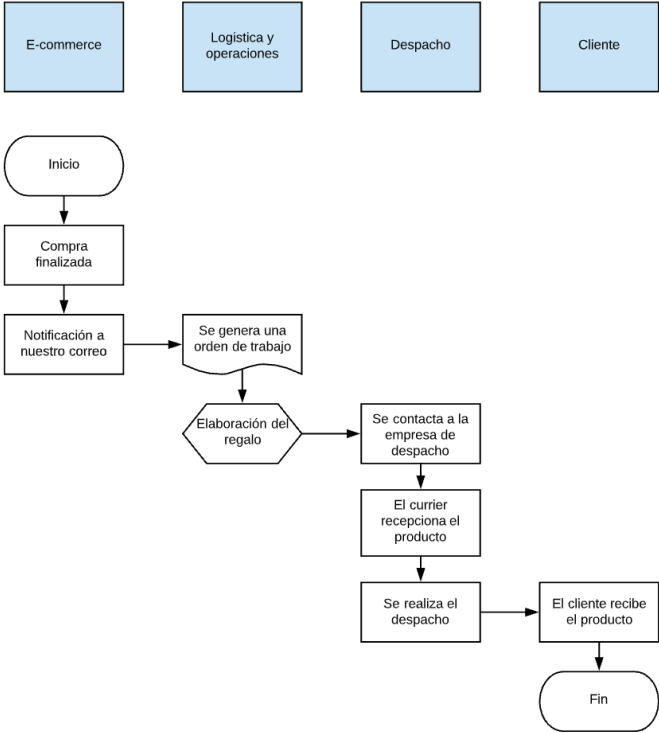 E-commerce
Logistica y
operaciones
Despacho
Cliente
Inicio
Compra
finalizada
Notificación a
nuestro correo
Se genera una
orden de trabajo
Elaboración del
regalo
Se contacta a la
empresa de
despacho
El currier
recepciona el
producto
Se realiza el
despacho
El cliente recibe
el producto
Fin